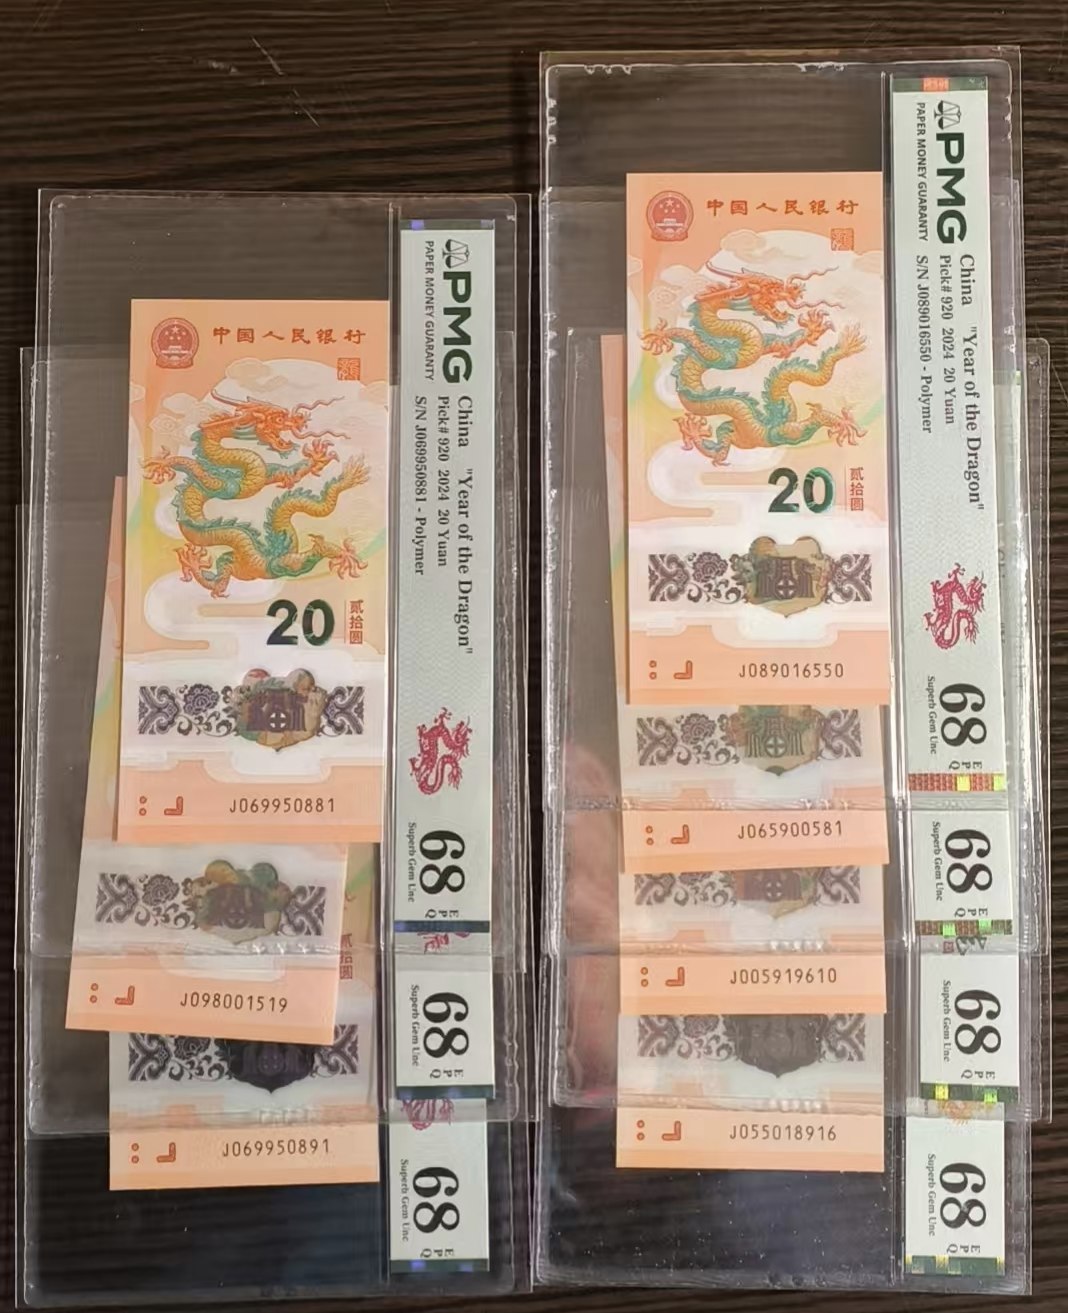 中国人民银行
20
贰拾圆
J069950881
PMG
PAPER MONEY GUARANTY
China "Year of the Dragon"
Pick# 920 2024 20 Yuan
S/N J069950881 - Polymer
68
EPQ
Superb Gem Unc
J098001519
68
EPQ
Superb Gem Unc
贰拾圆
J069950891
68
EPQ
Superb Gem Unc
中国人民银行
20
贰拾圆
J089016550
PMG
PAPER MONEY GUARANTY
China "Year of the Dragon"
Pick# 920 2024 20 Yuan
S/N J089016550 - Polymer
68
EPQ
Superb Gem Unc
J065900581
68
EPQ
Superb Gem Unc
J005919610
68
EPQ
Superb Gem Unc
J055018916
68
EPQ
Superb Gem Unc